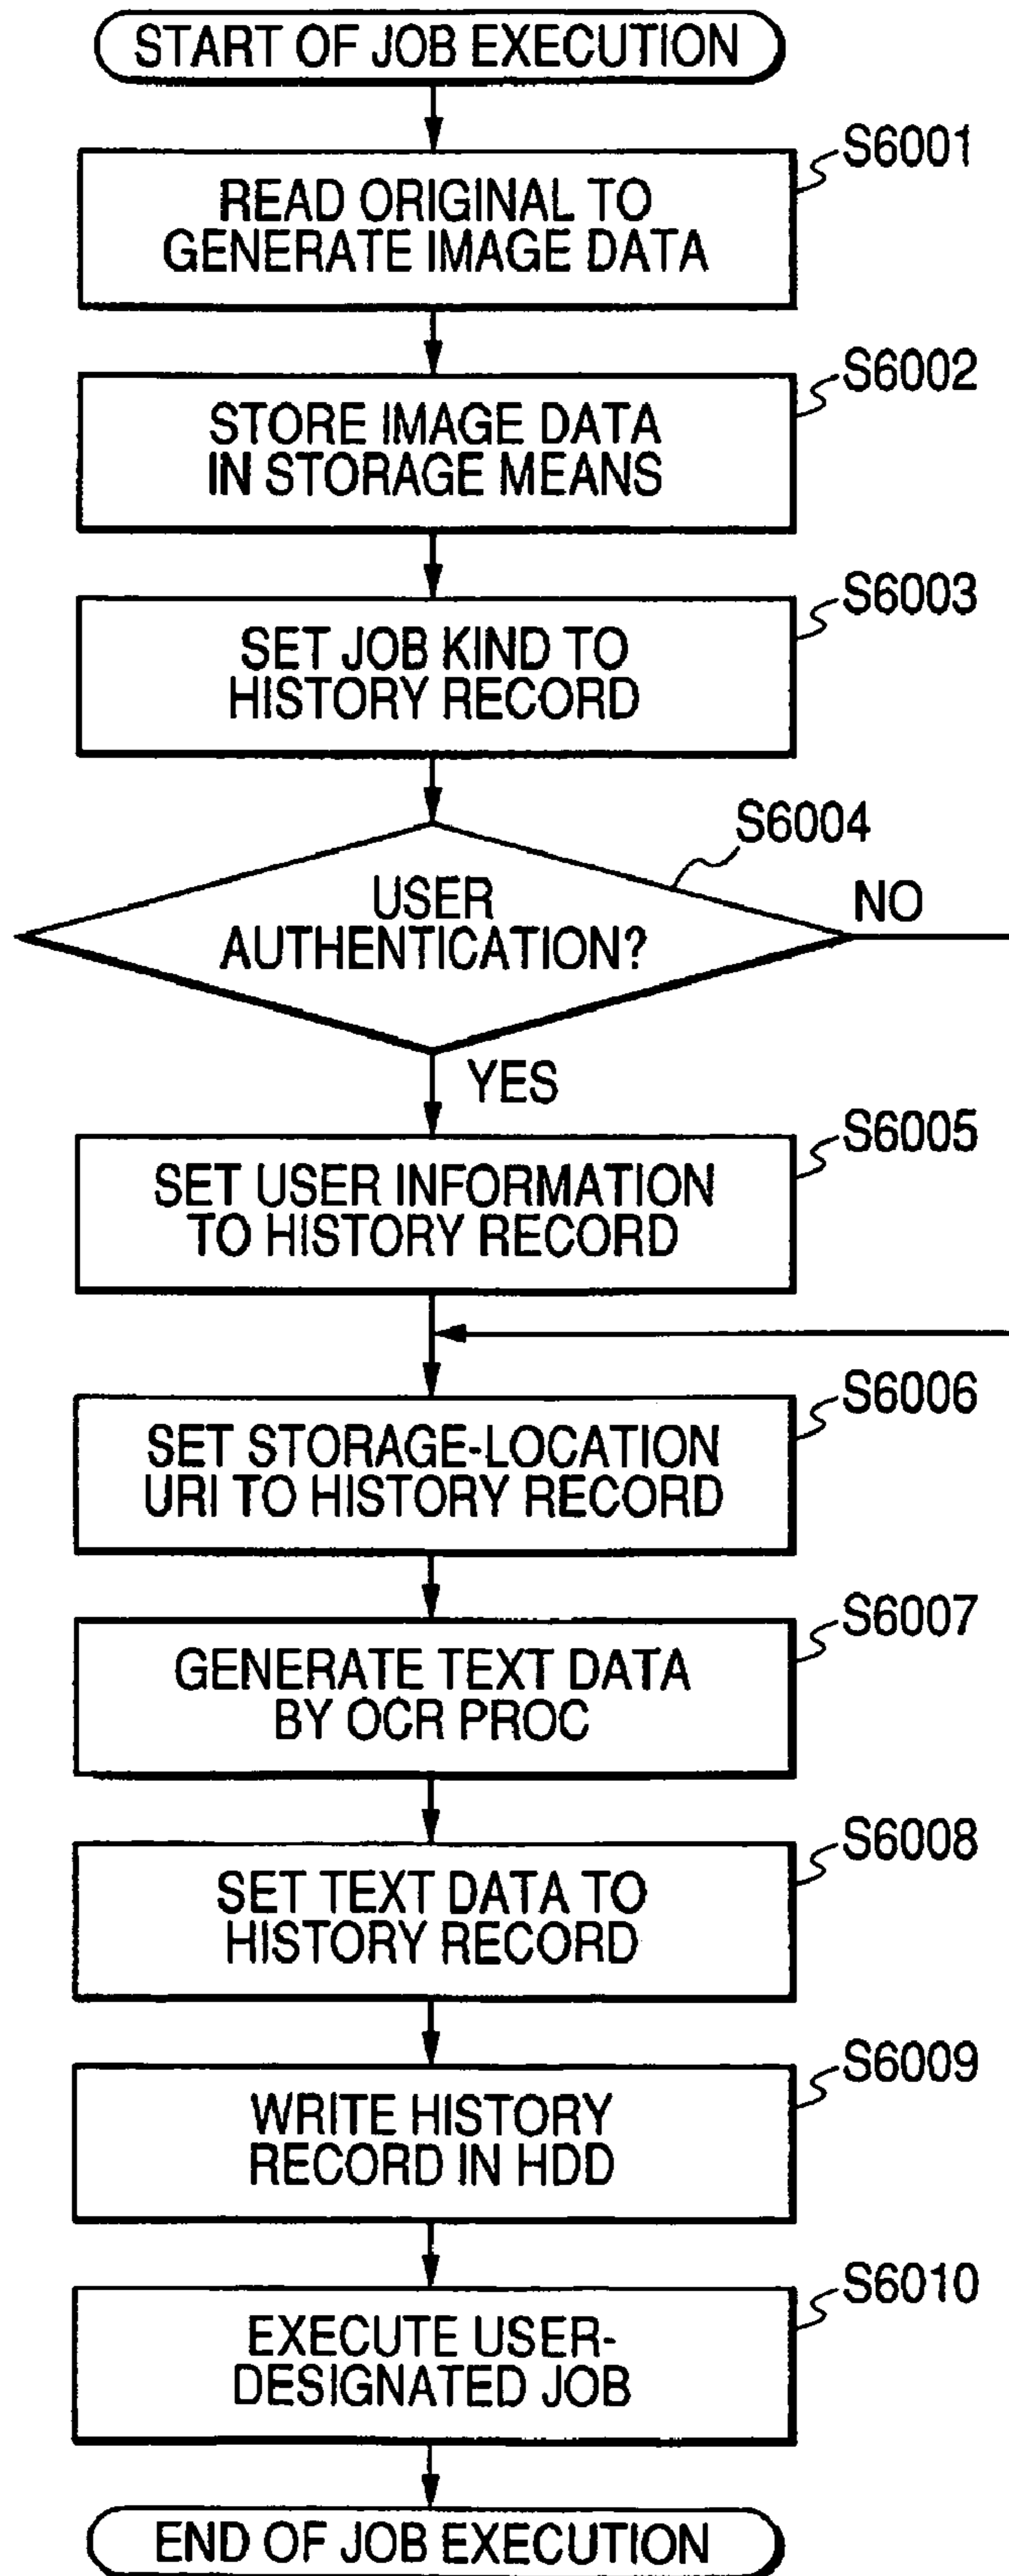 START OF JOB EXECUTION
S6001
READ ORIGINAL TO
GENERATE IMAGE DATA
S6002
STORE IMAGE DATA
IN STORAGE MEANS
S6003
SET JOB KIND TO
HISTORY RECORD
S6004
USER
AUTHENTICATION?
NO
YES
S6005
SET USER INFORMATION
TO HISTORY RECORD
S6006
SET STORAGE-LOCATION
URI TO HISTORY RECORD
S6007
GENERATE TEXT DATA
BY OCR PROC
S6008
SET TEXT DATA TO
HISTORY RECORD
S6009
WRITE HISTORY
RECORD IN HDD
S6010
EXECUTE USER-
DESIGNATED JOB
END OF JOB EXECUTION